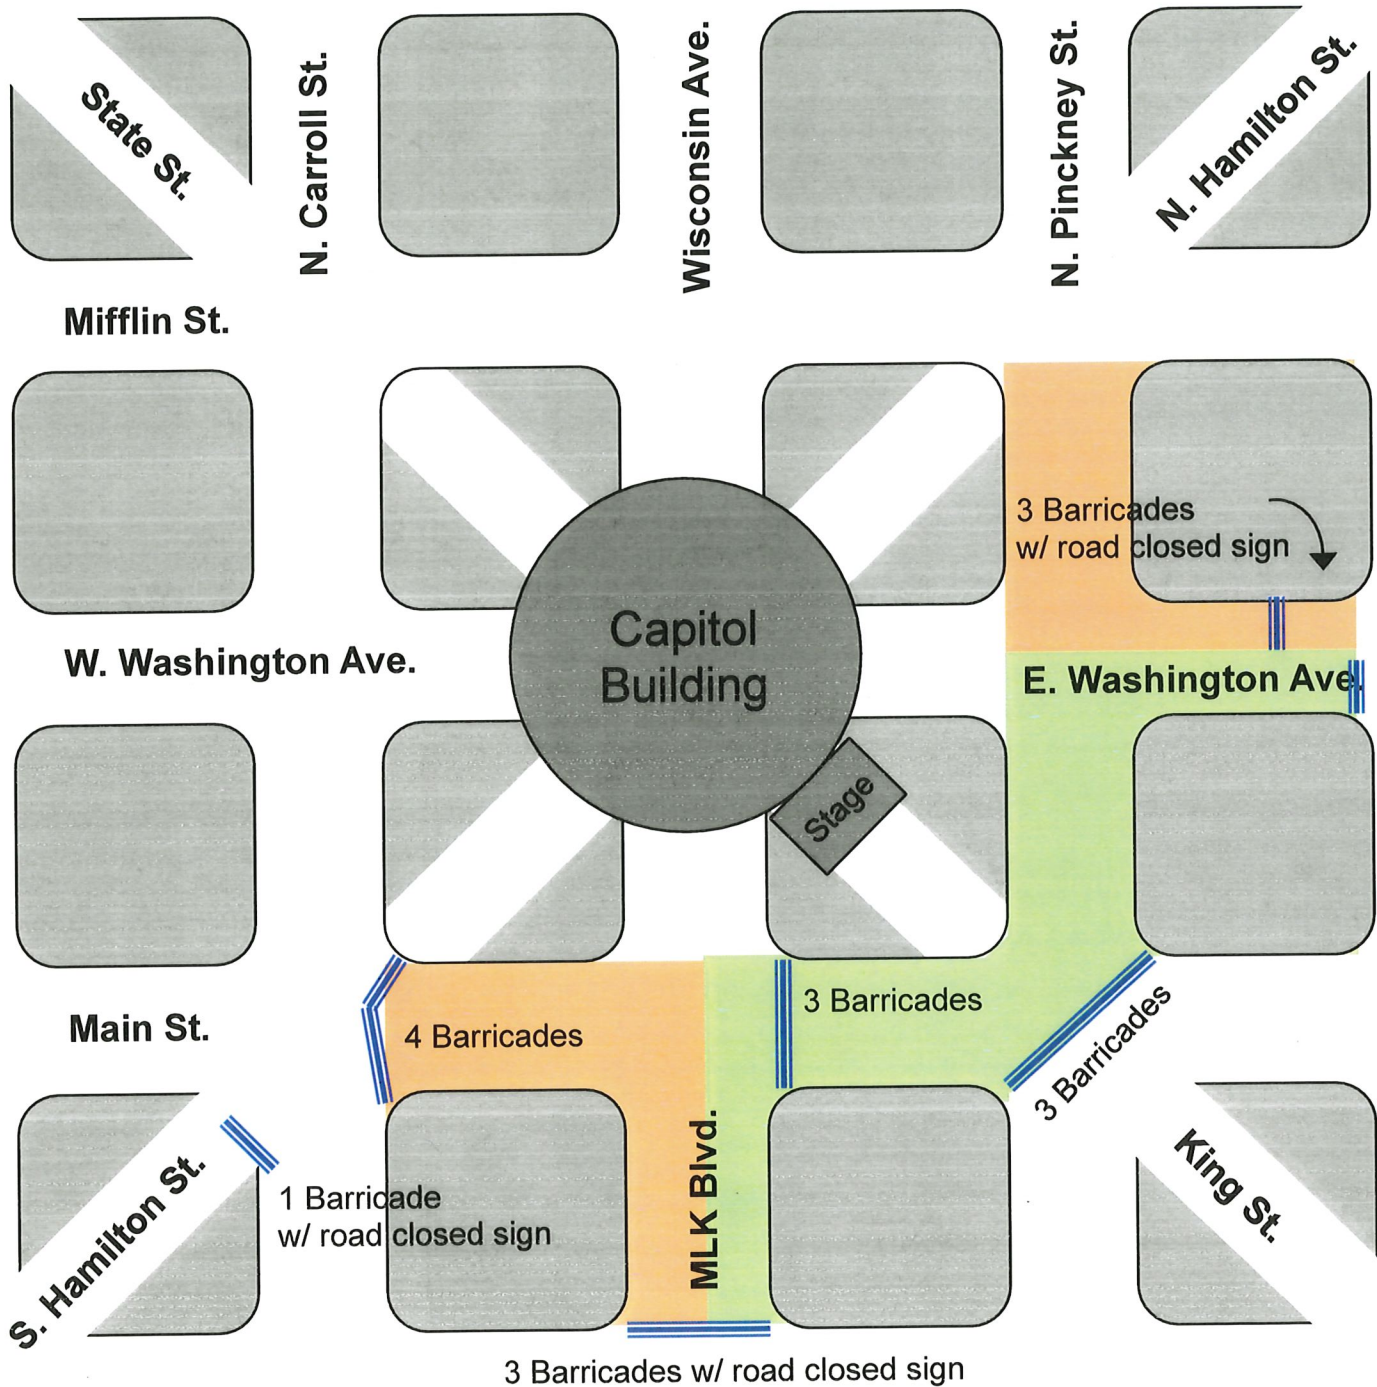 State St.
N. Carroll St.
Wisconsin Ave.
N. Pinckney St.
N. Hamilton St.
Mifflin St.
3 Barricades
w/ road closed sign
Capitol
Building
W. Washington Ave.
E. Washington Ave.
Stage
Main St.
4 Barricades
3 Barricades
3 Barricades
S. Hamilton St.
1 Barricade
w/ road closed sign
MLK Blvd.
King St.
3 Barricades w/ road closed sign